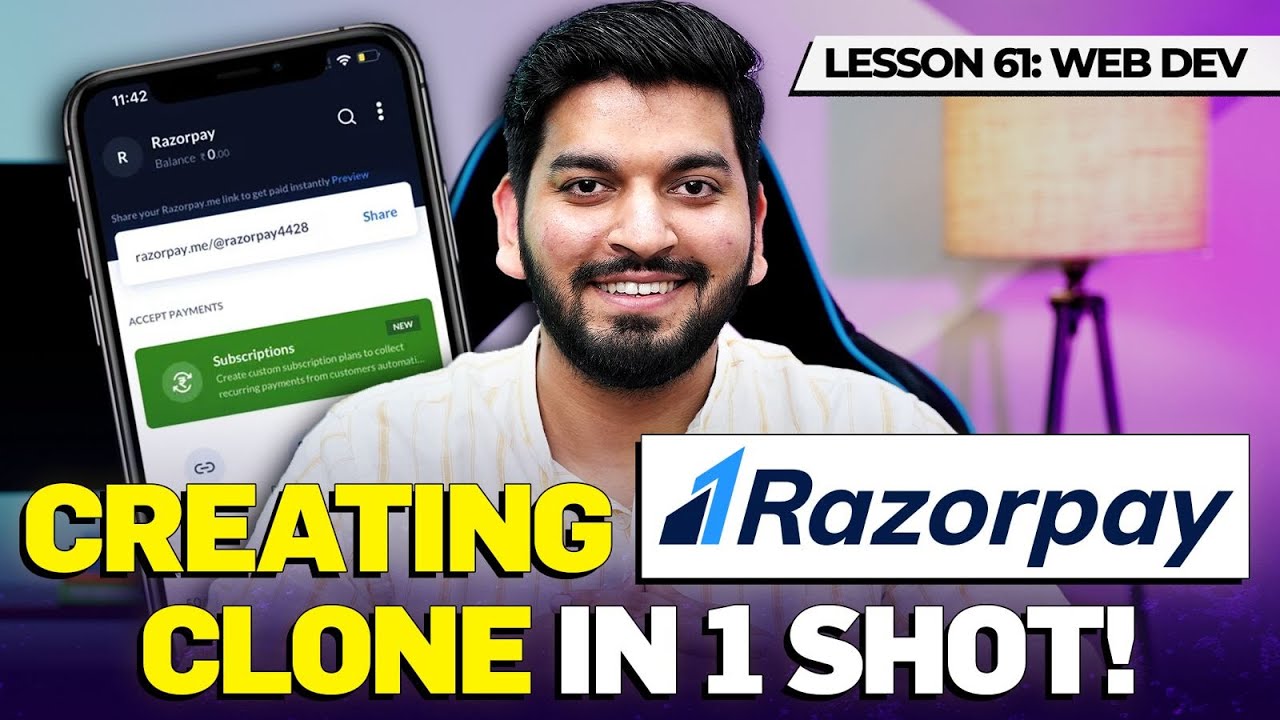 LESSON 61: WEB DEV
11:42
R
Razorpay
Balance ₹0.00
Share your Razorpay.me link to get paid instantly Preview
razorpay.me/@razorpay4428
Share
ACCEPT PAYMENTS
NEW
Subscriptions
Create custom subscription plans to collect
recurring payments from customers automati...
CREATING
Razorpay
CLONE IN 1 SHOT!